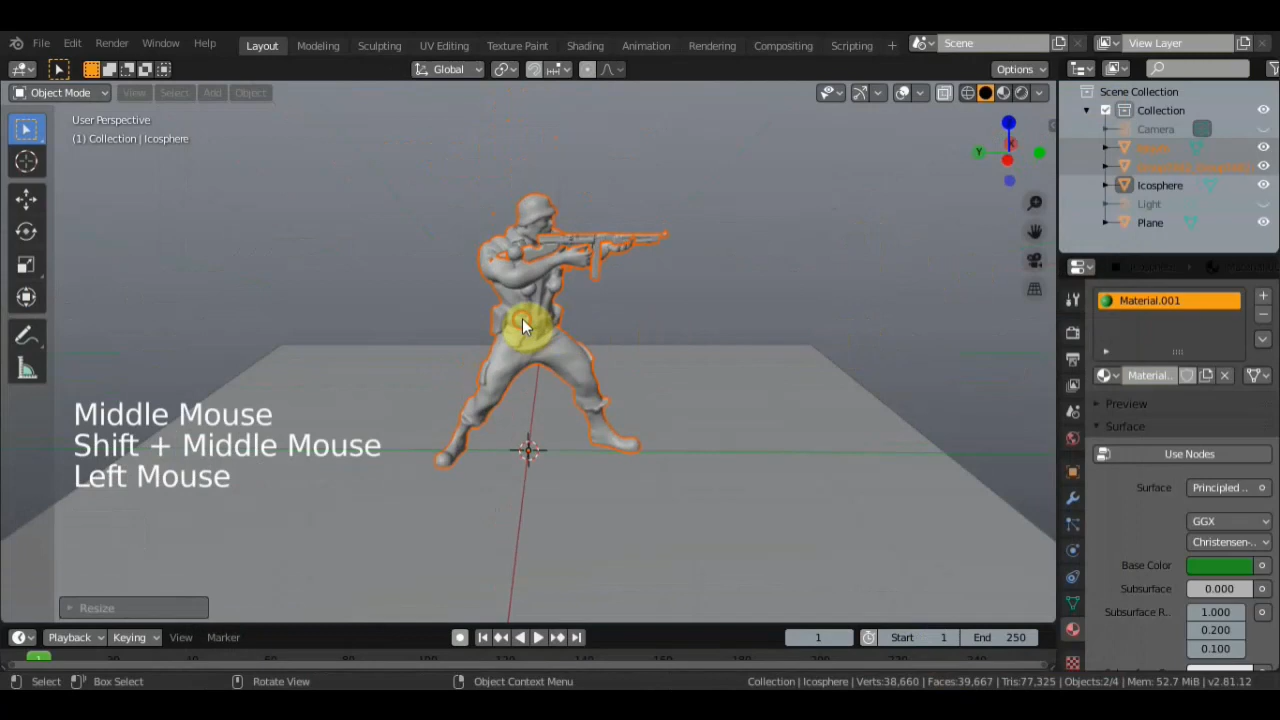 File Edit Render Window Help Layout Modeling Sculpting UV Editing Texture Paint Shading Animation Rendering Compositing Scripting + Scene View Layer
Global Options
Object Mode View Select Add Object
User Perspective
(1) Collection | Icosphere
Y
Scene Collection
Collection
Camera
Icosphere
Light
Plane
Material.001
Material..
Preview
Surface
Use Nodes
Surface Principled ..
GGX
Christensen-..
Base Color
Subsurface 0.000
Subsurface R.. 1.000
0.200
0.100
Middle Mouse
Shift + Middle Mouse
Left Mouse
Resize
Playback Keying View Marker 1 Start 1 End 250
1
Select Box Select Rotate View Object Context Menu Collection | Icosphere | Verts:38,660 | Faces:39,667 | Tris:77,325 | Objects:2/4 | Mem: 52.7 MiB | v2.81.12